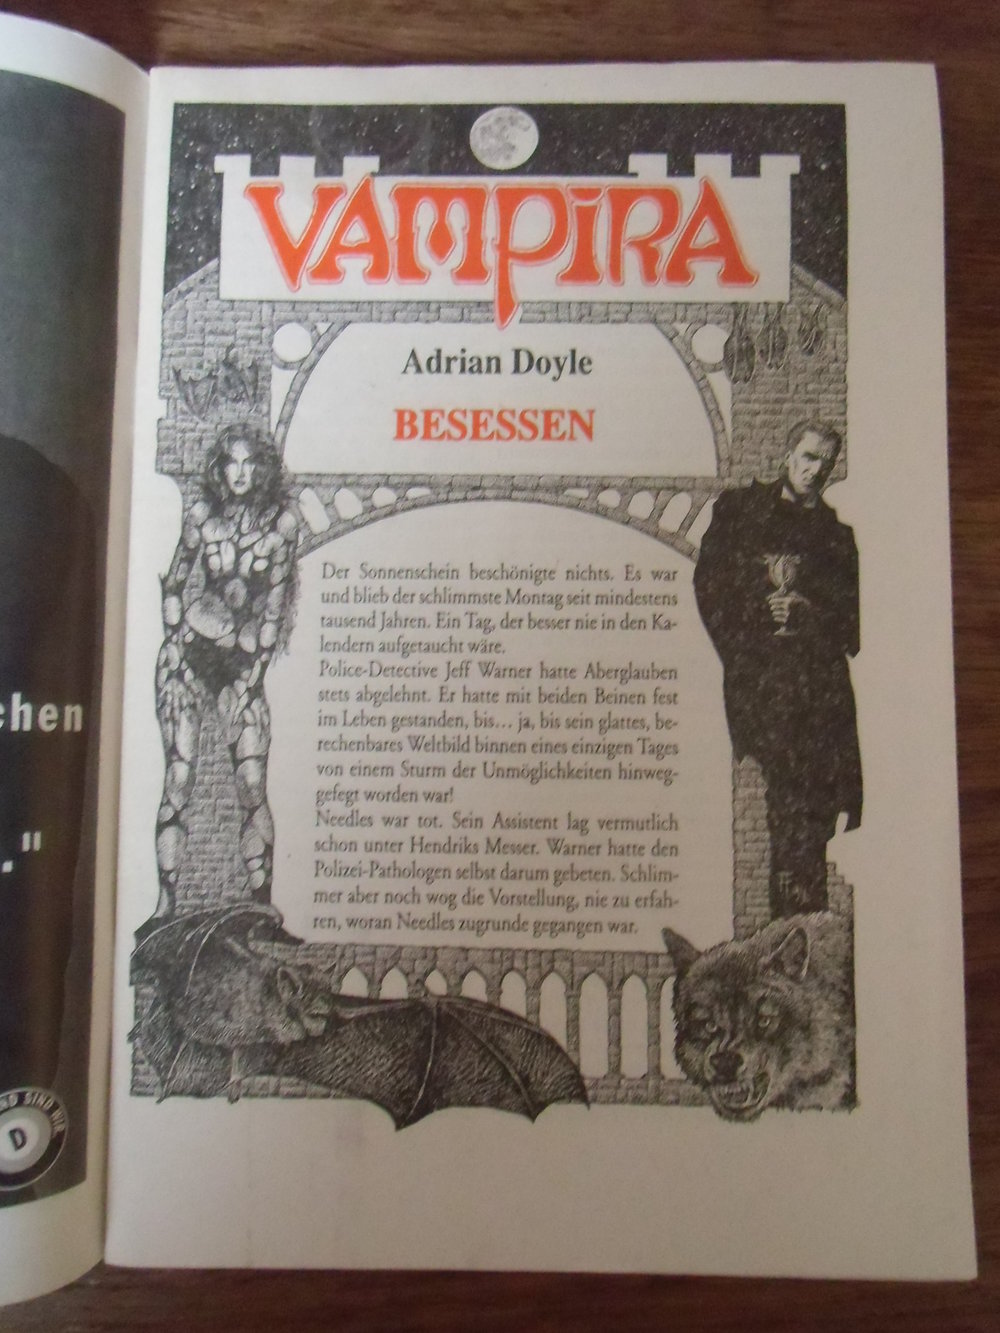 VAMPiRA
Adrian Doyle
BESESSEN
Der Sonnenschein beschönigte nichts. Es war
und blieb der schlimmste Montag seit mindestens
tausend Jahren. Ein Tag, der besser nie in den Ka-
lendern aufgetaucht wäre.
Police-Detective Jeff Warner hatte Aberglauben
stets abgelehnt. Er hatte mit beiden Beinen fest
im Leben gestanden, bis... ja, bis sein glattes, be-
rechenbares Weltbild binnen eines einzigen Tages
von einem Sturm der Unmöglichkeiten hinweg-
gefegt worden war!
Needles war tot. Sein Assistent lag vermutlich
schon unter Hendriks Messer. Warner hatte den
Polizei-Pathologen selbst darum gebeten. Schlim-
mer aber noch wog die Vorstellung, nie zu erfah-
ren, woran Needles zugrunde gegangen war.
chen
."
ND SIND WIR
D